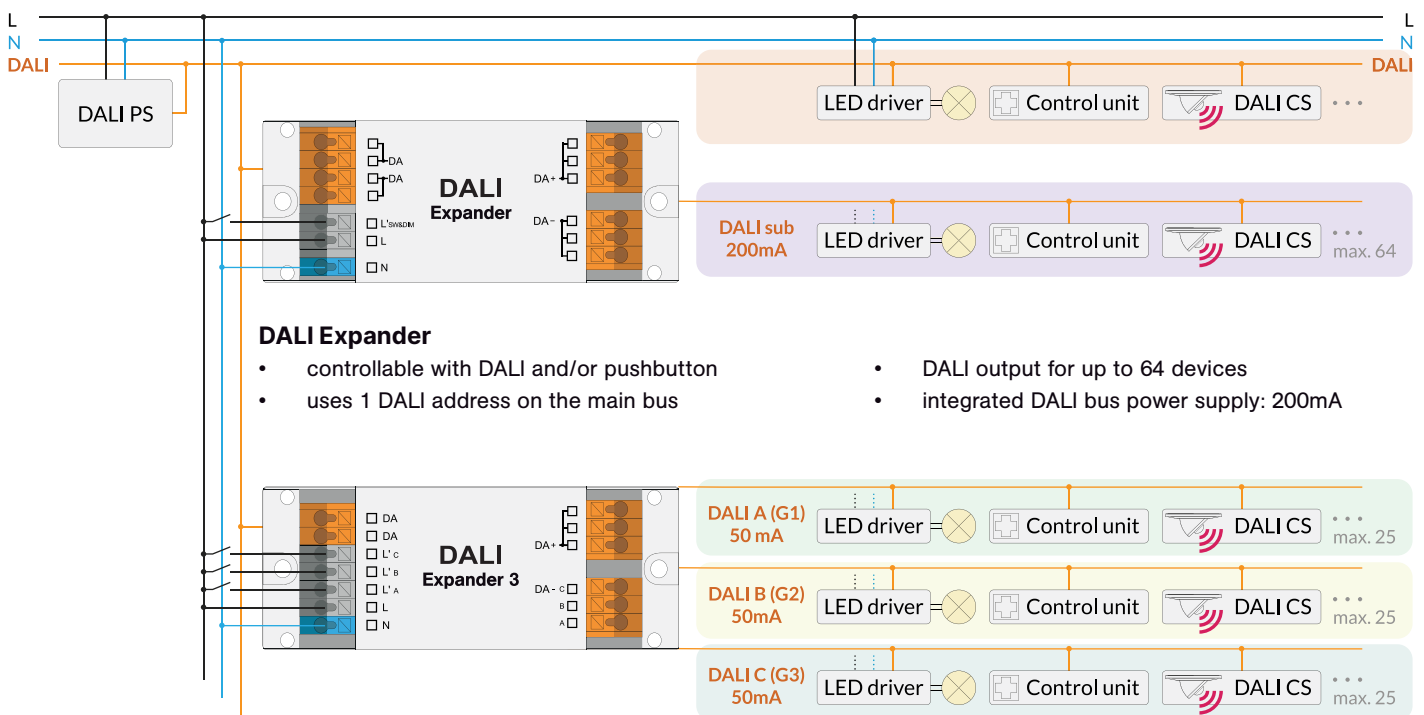 L
N
DALI
L
N
DALI
DALI PS
LED driver
Control unit
DALI CS
• • •
DA
DA
L'SW&DIM
L
N
DALI
Expander
DA+
DA-
DALI sub
200mA
LED driver
Control unit
DALI CS
• • •
max. 64
DALI Expander
• controllable with DALI and/or pushbutton
• uses 1 DALI address on the main bus
• DALI output for up to 64 devices
• integrated DALI bus power supply: 200mA
DA
DA
L' C
L' B
L' A
L
N
DALI
Expander 3
DA+
DA- C
B
A
DALI A (G1)
50 mA
LED driver
Control unit
DALI CS
• • •
max. 25
DALI B (G2)
50mA
LED driver
Control unit
DALI CS
• • •
max. 25
DALI C (G3)
50mA
LED driver
Control unit
DALI CS
• • •
max. 25